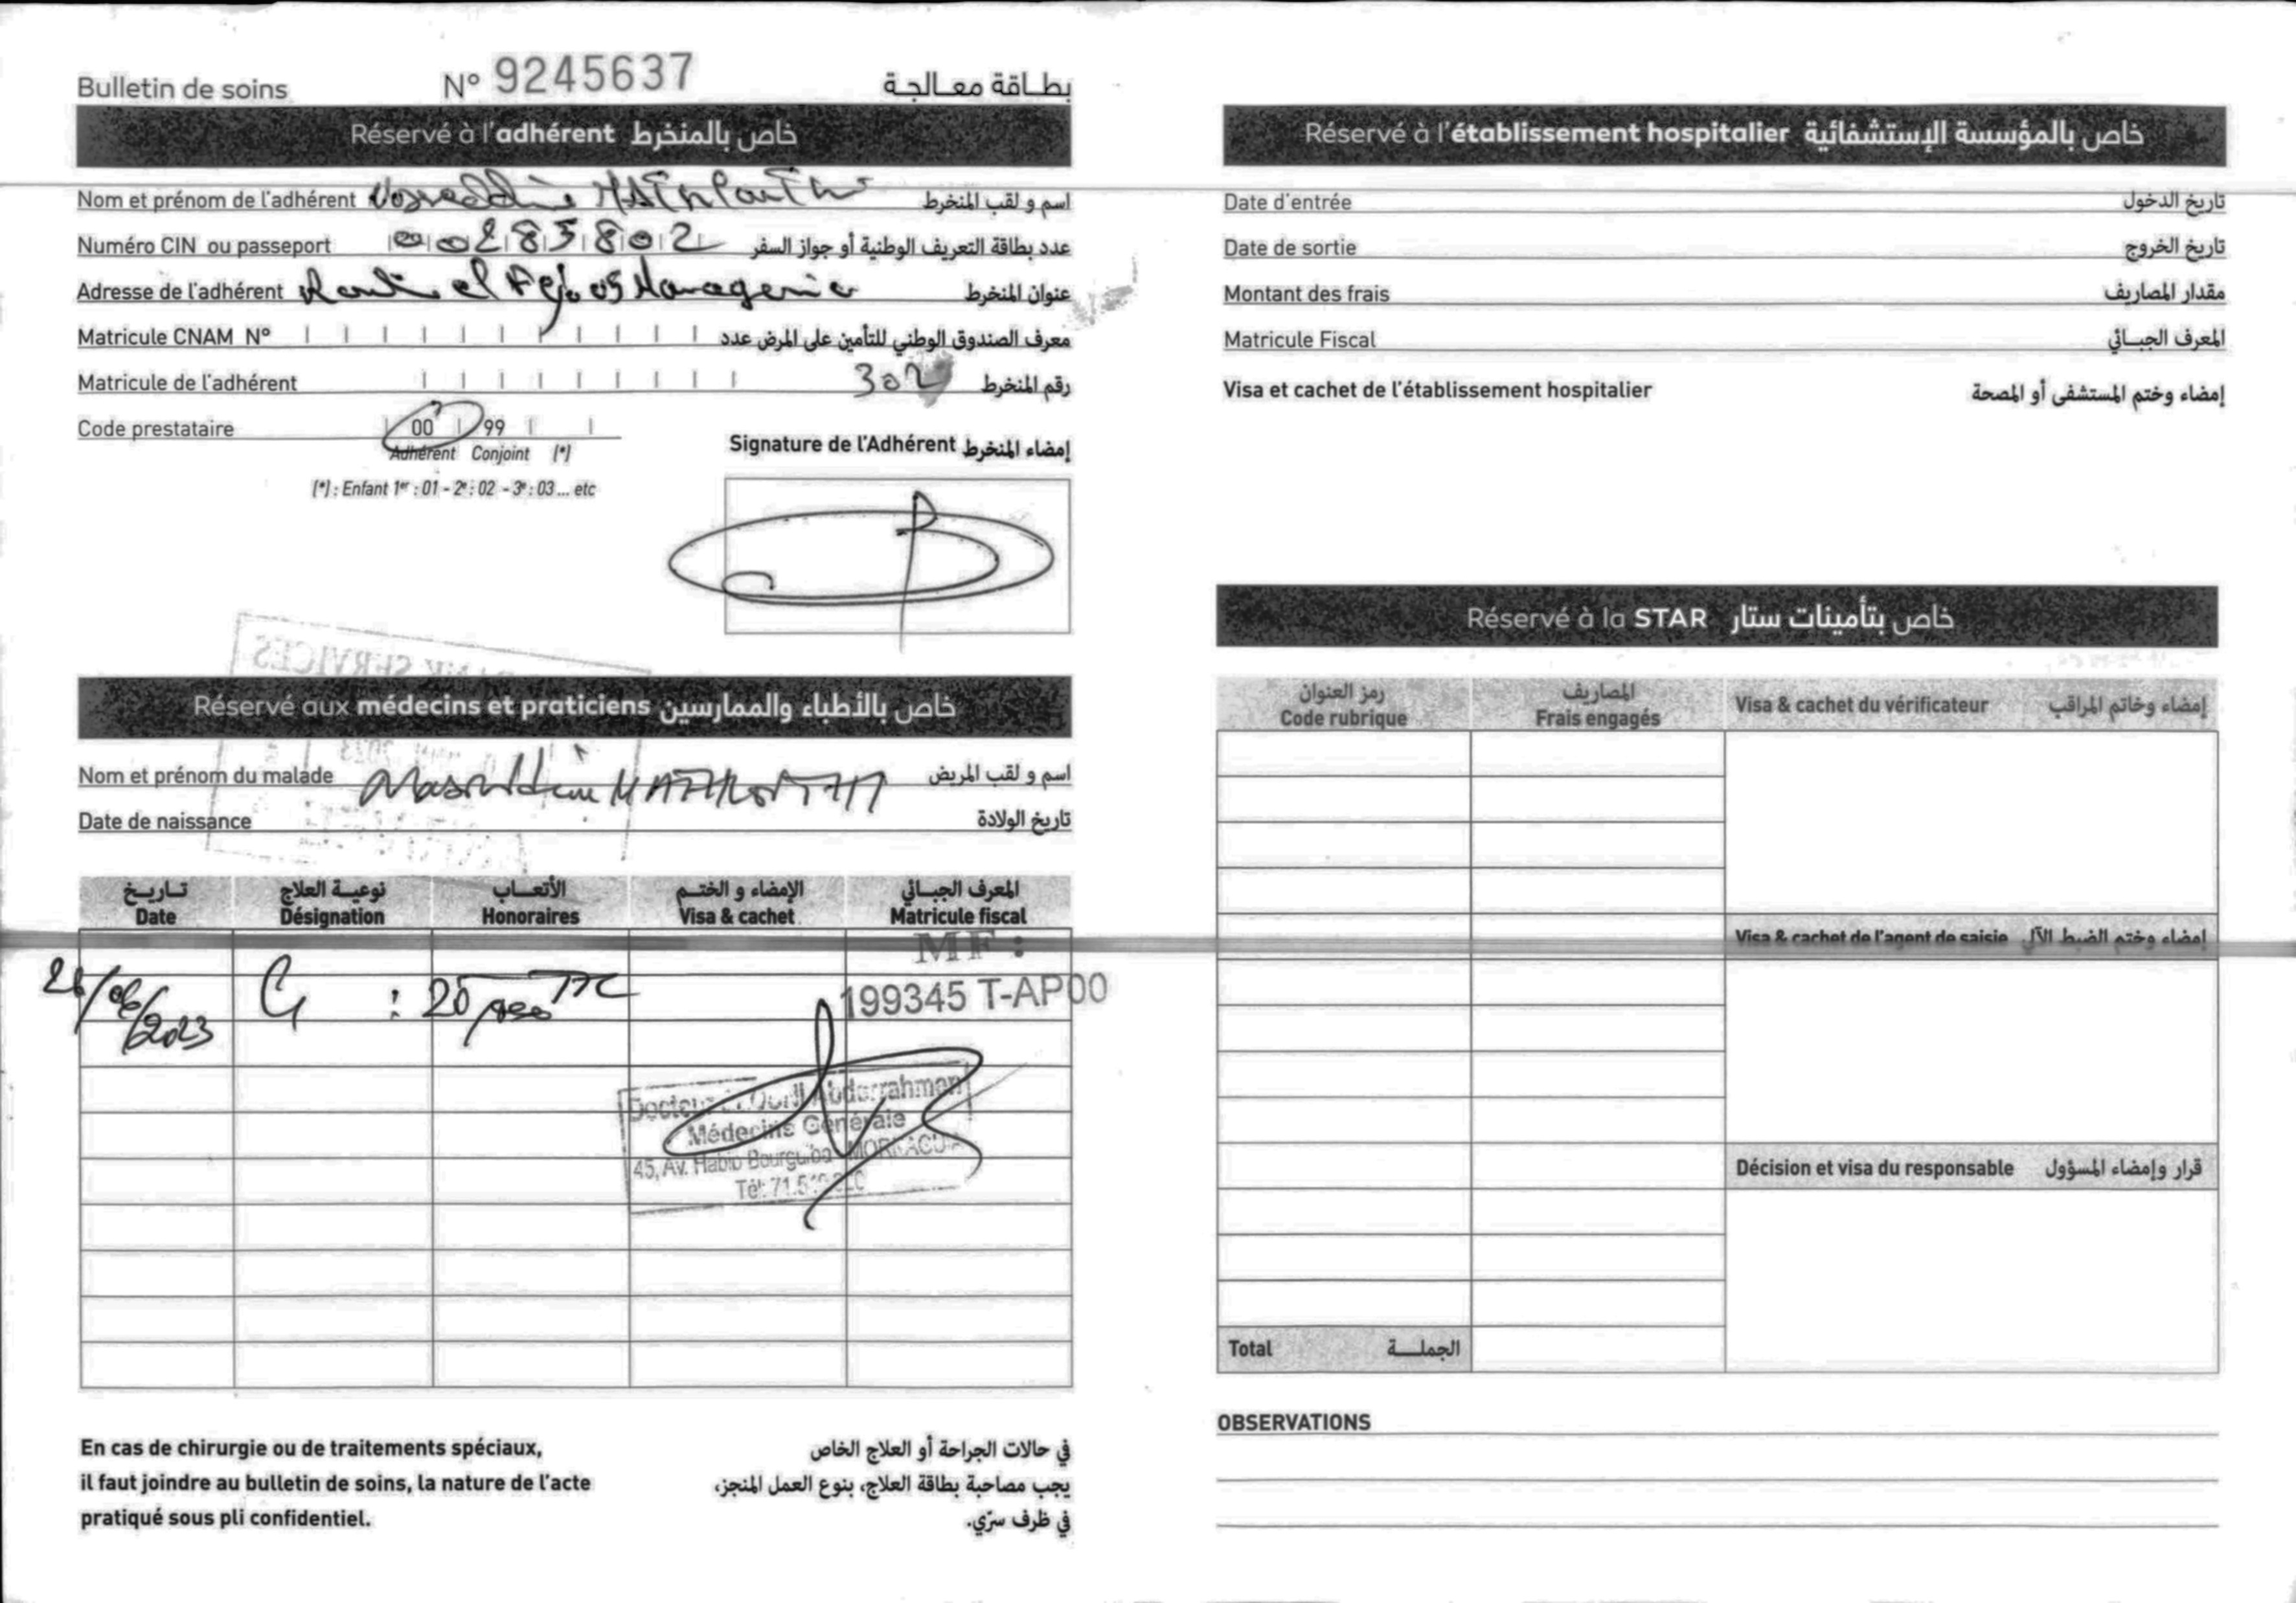 Bulletin de soins N° 9245637 بطاقة معالجة
Réservé à l'adhérent خاص بالمنخرط
Nom et prénom de l'adhérent اسم و لقب المنخرط
Numéro CIN ou passeport عدد بطاقة التعريف الوطنية أو جواز السفر
Adresse de l'adhérent عنوان المنخرط
Matricule CNAM N° معرف الصندوق الوطني للتأمين على المرض عدد
Matricule de l'adhérent 302 رقم المنخرط
Code prestataire 00 99
Adhérent Conjoint (*)
(*) : Enfant 1er : 01 - 2e : 02 - 3e : 03 ... etc
Signature de l'Adhérent إمضاء المنخرط
Réservé aux médecins et praticiens خاص بالأطباء والممارسين
Nom et prénom du malade اسم و لقب المريض
Date de naissance تاريخ الولادة
تاريخ نوعية العلاج الأتعاب الإمضاء و الختم المعرف الجبائي
Date Désignation Honoraires Visa & cachet Matricule fiscal
MF :
26/06/2023 C : 199345 T-AP00
Docteur Abderrahman
Médecine Générale
45, Av. Habib Bourguiba
Tél: 71.5
En cas de chirurgie ou de traitements spéciaux,
il faut joindre au bulletin de soins, la nature de l'acte
pratiqué sous pli confidentiel.
في حالات الجراحة أو العلاج الخاص
يجب مصاحبة بطاقة العلاج، بنوع العمل المنجز،
في ظرف سرّي.
Réservé à l'établissement hospitalier خاص بالمؤسسة الإستشفائية
Date d'entrée تاريخ الدخول
Date de sortie تاريخ الخروج
Montant des frais مقدار المصاريف
Matricule Fiscal المعرف الجبائي
Visa et cachet de l'établissement hospitalier إمضاء وختم المستشفى أو المصحة
Réservé à la STAR خاص بتأمينات ستار
رمز العنوان المصاريف
Code rubrique Frais engagés Visa & cachet du vérificateur إمضاء وخاتم المراقب
Visa & cachet de l'agent de saisie إمضاء وختم الضبط الآلي
Décision et visa du responsable قرار وإمضاء المسؤول
Total الجملة
OBSERVATIONS